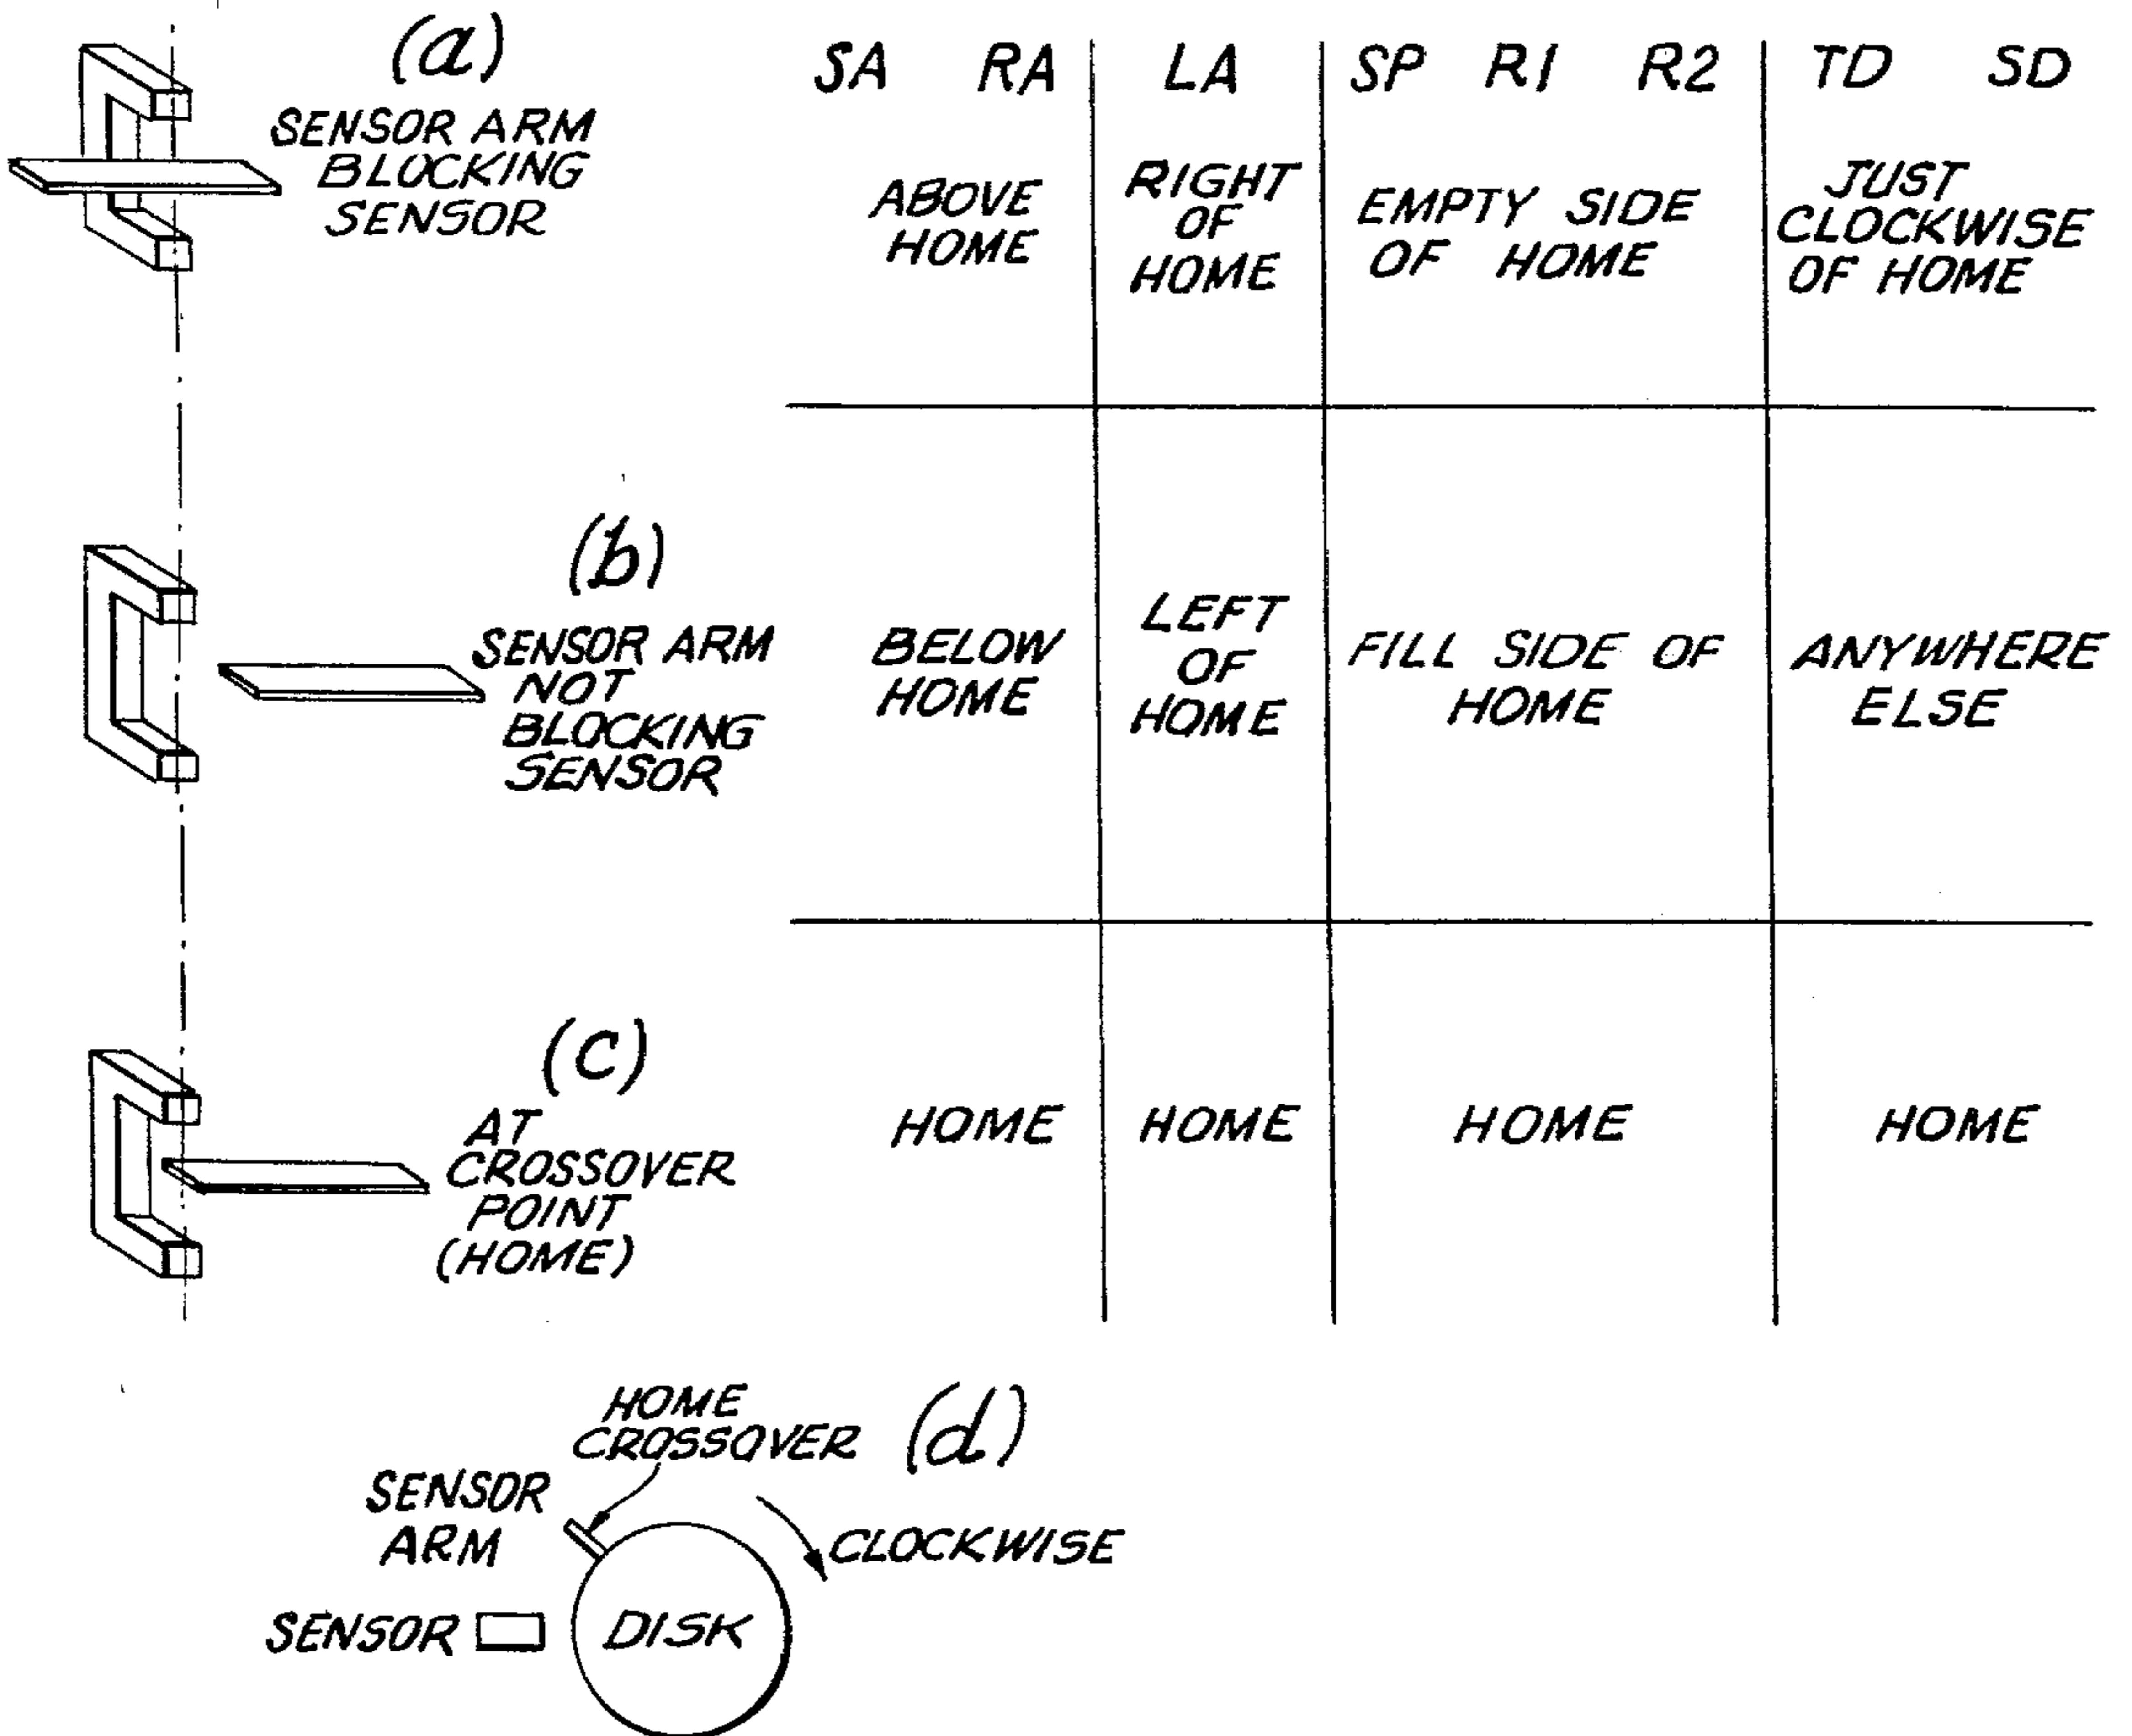 (a)
SENSOR ARM
BLOCKING
SENSOR
SA RA LA SP R1 R2 TD SD
ABOVE
HOME
RIGHT
OF
HOME
EMPTY SIDE
OF HOME
JUST
CLOCKWISE
OF HOME
(b)
SENSOR ARM
NOT
BLOCKING
SENSOR
BELOW
HOME
LEFT
OF
HOME
FILL SIDE OF
HOME
ANYWHERE
ELSE
(c)
AT
CROSSOVER
POINT
(HOME)
HOME
HOME
HOME
HOME
(d)
HOME
CROSSOVER
SENSOR
ARM
CLOCKWISE
SENSOR
DISK